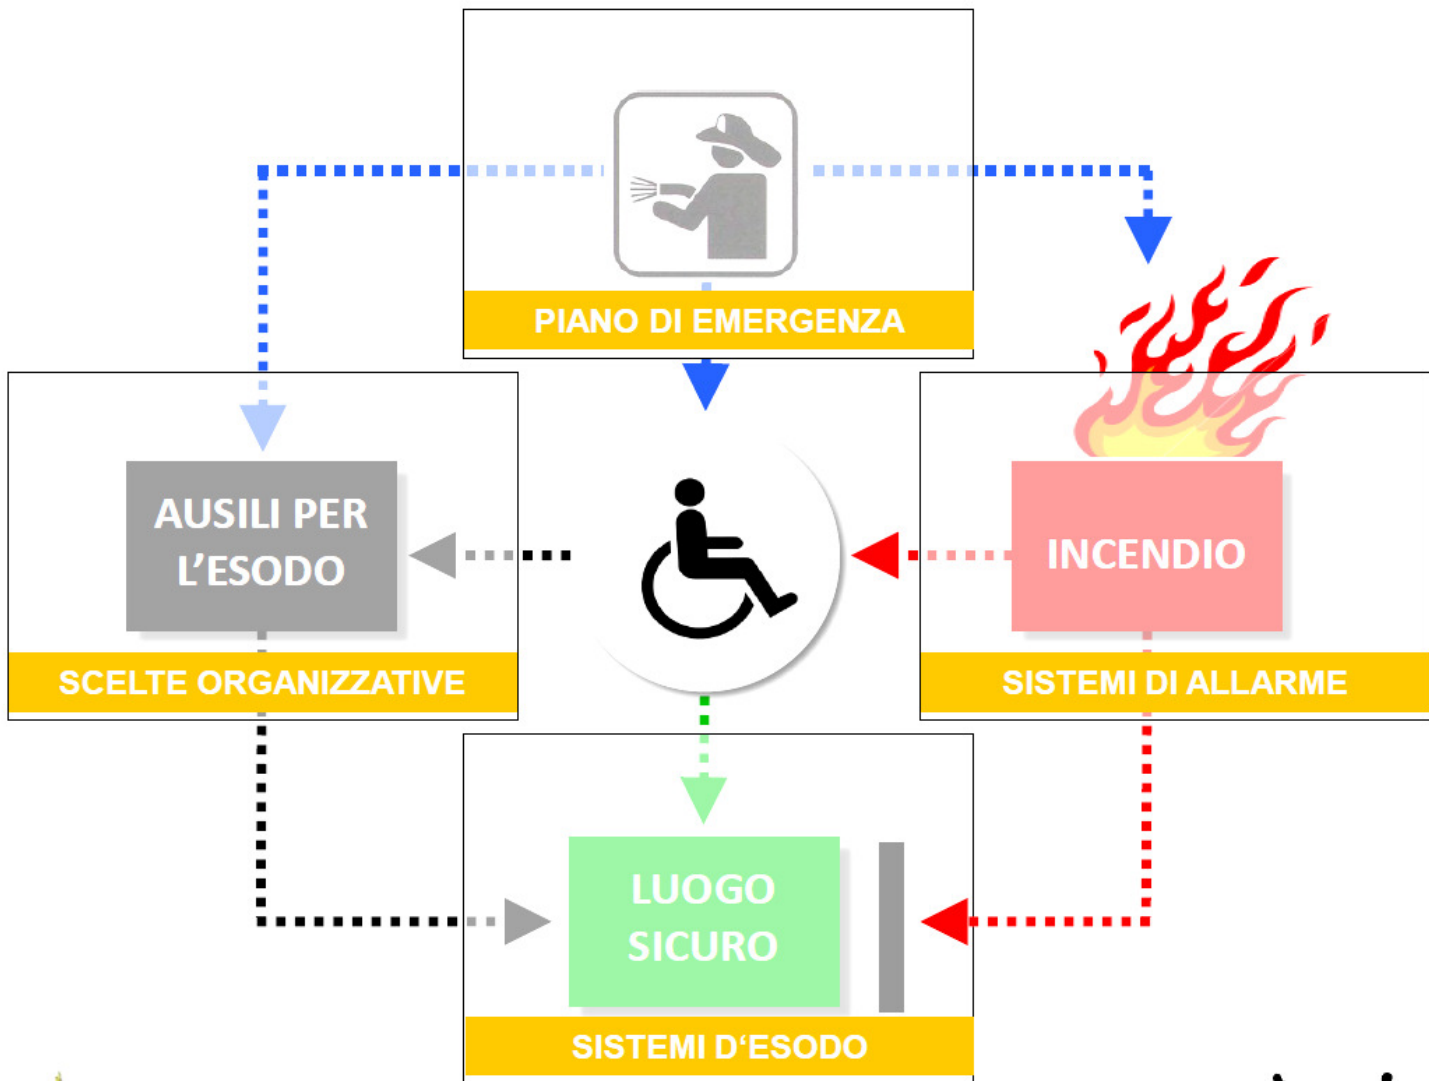 PIANO DI EMERGENZA
AUSILI PER
L'ESODO
INCENDIO
SCELTE ORGANIZZATIVE
SISTEMI DI ALLARME
LUOGO
SICURO
SISTEMI D‘ESODO